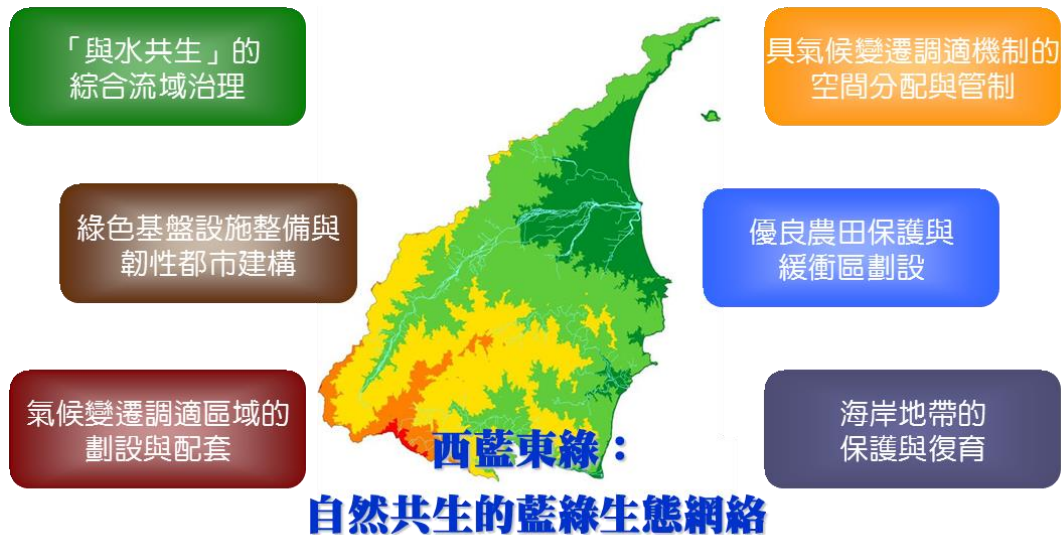 「與水共生」的
綜合流域治理
具氣候變遷調適機制的
空間分配與管制
綠色基盤設施整備與
韌性都市建構
優良農田保護與
緩衝區劃設
氣候變遷調適區域的
劃設與配套
海岸地帶的
保護與復育
西藍東綠：
自然共生的藍綠生態網絡